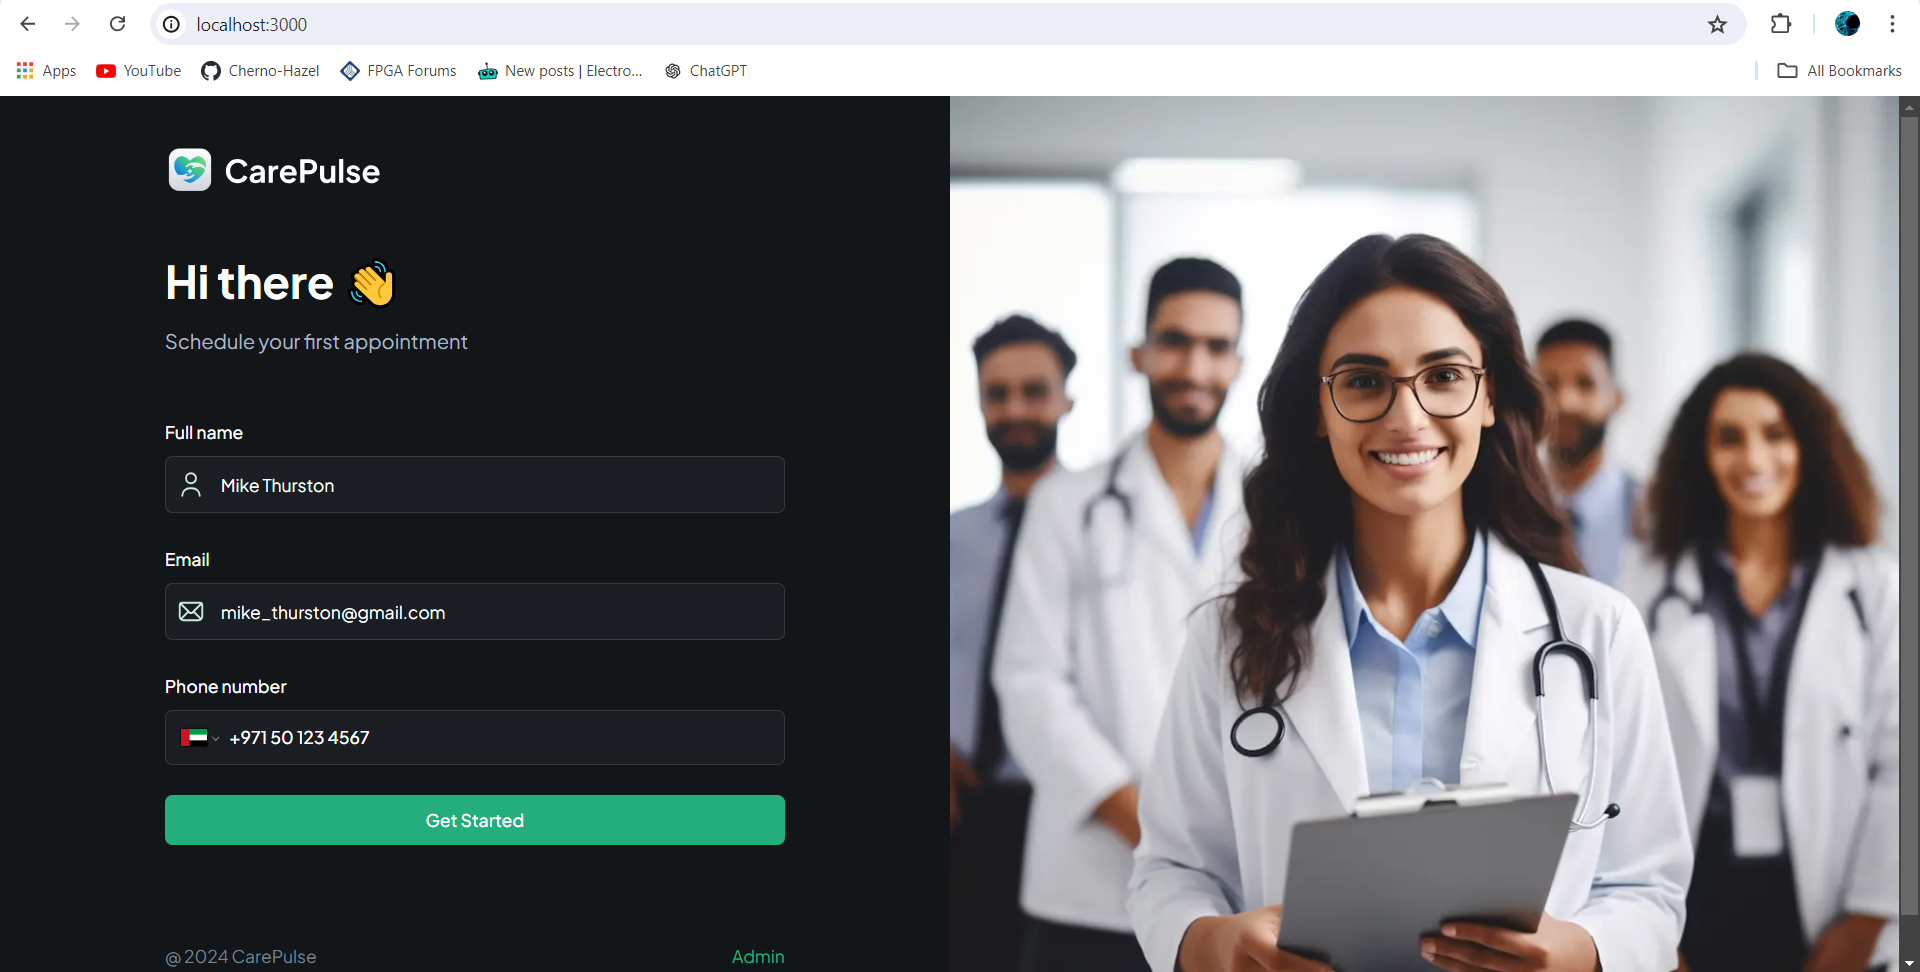 localhost:3000
Apps YouTube Cherno-Hazel FPGA Forums New posts | Electro... ChatGPT All Bookmarks
CarePulse
Hi there 👋
Schedule your first appointment
Full name
Mike Thurston
Email
mike_thurston@gmail.com
Phone number
+971 50 123 4567
Get Started
@ 2024 CarePulse Admin